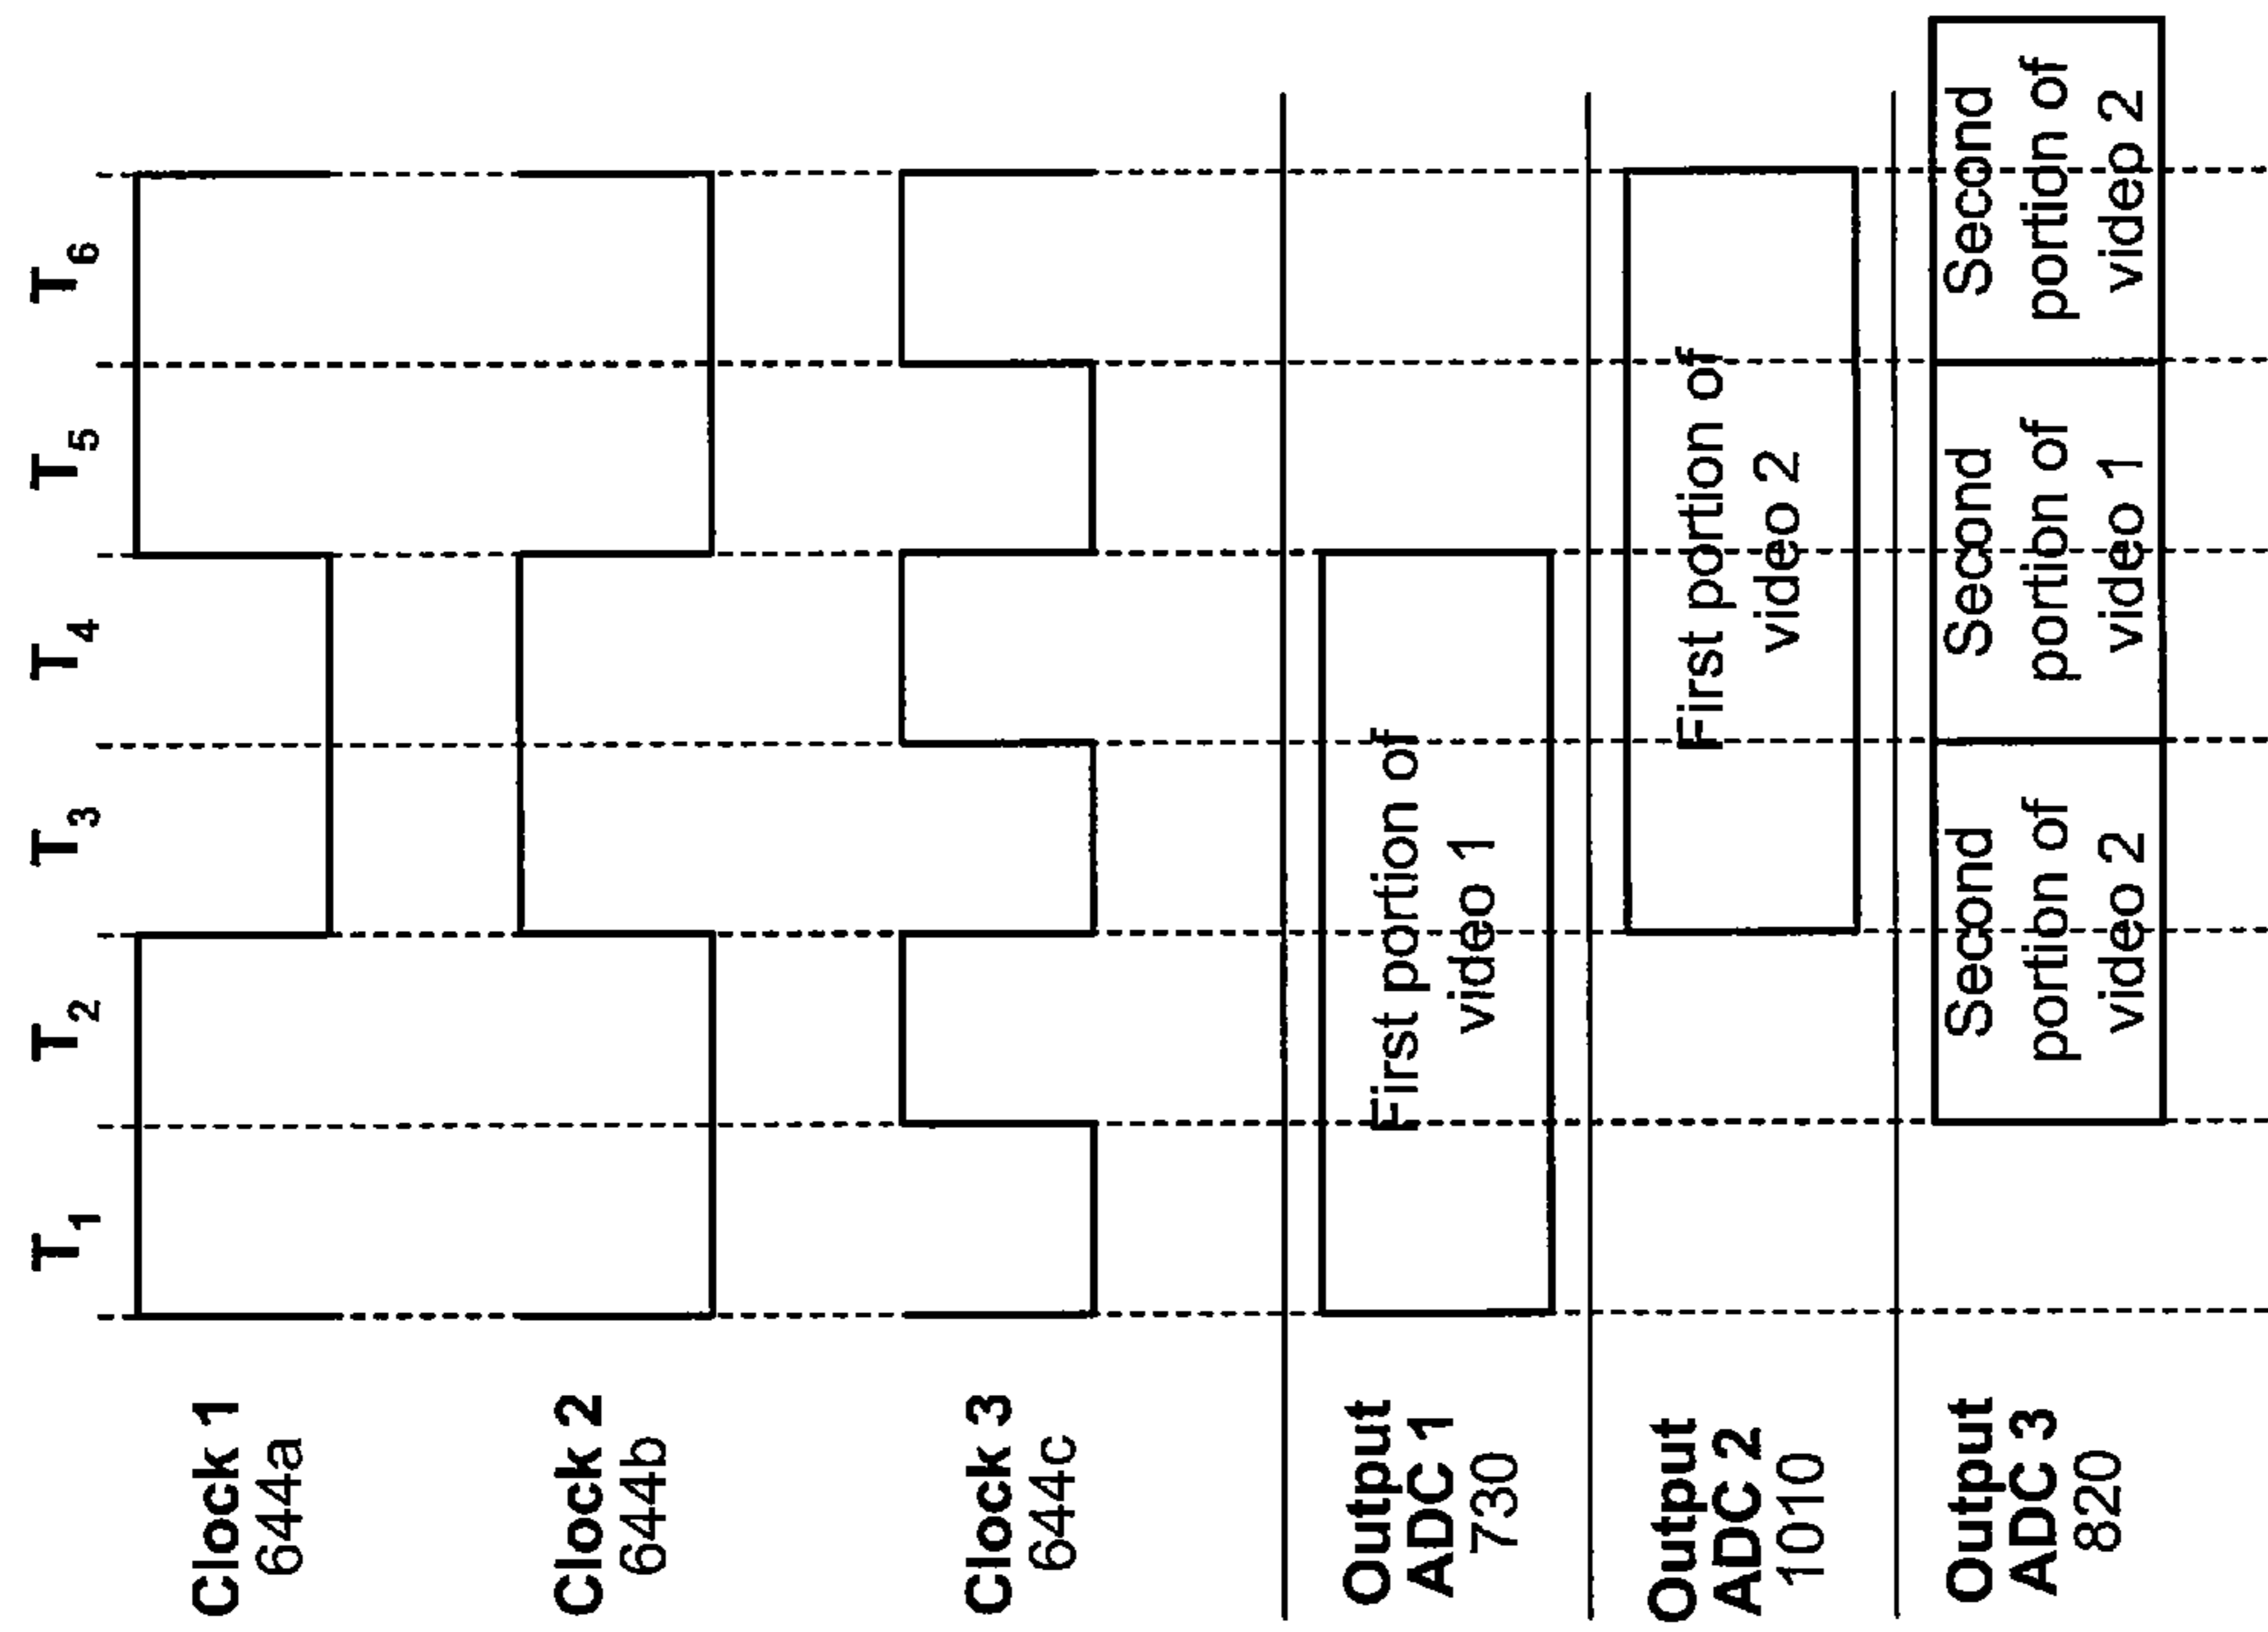 T1 T2 T3 T4 T5 T6
Clock 1
644a
Clock 2
644b
Clock 3
644c
Output
ADC 1
730
First portion of
video 1
Output
ADC 2
1010
First portion of
video 2
Output
ADC 3
820
Second
portion of
video 2
Second
portion of
video 1
Second
portion of
video 2